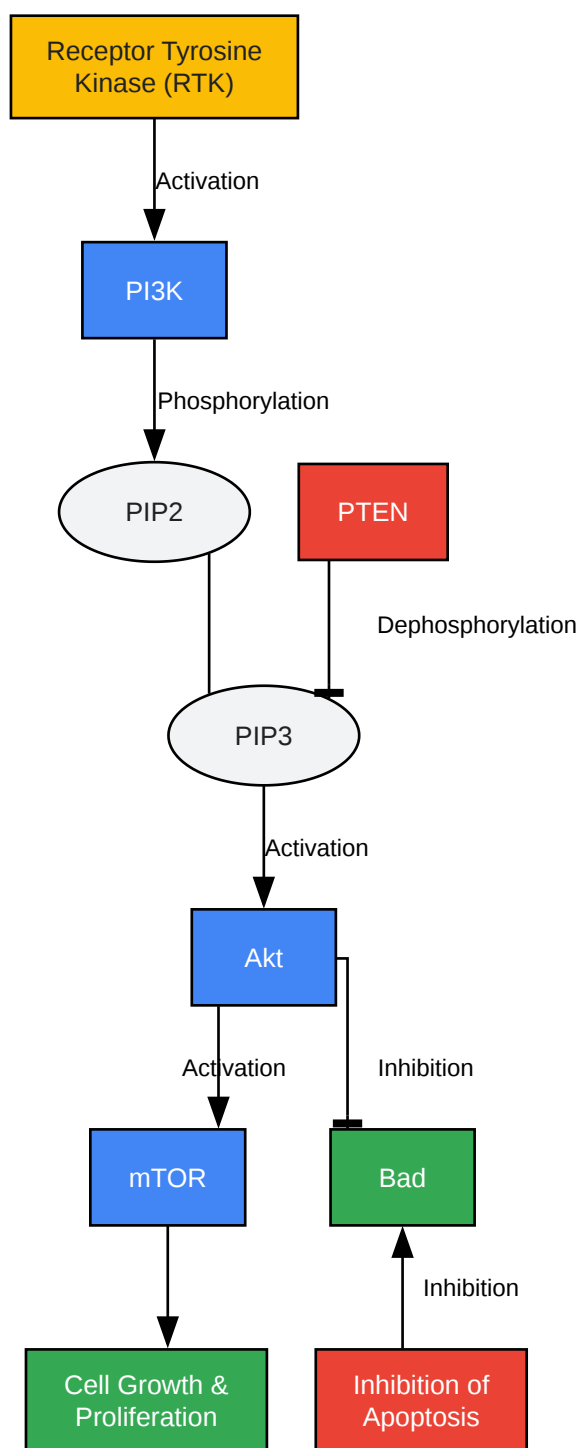 Receptor Tyrosine
Kinase (RTK)
Activation
PI3K
Phosphorylation
PIP2
PTEN
Dephosphorylation
PIP3
Activation
Akt
Activation
Inhibition
mTOR
Bad
Inhibition
Cell Growth &
Proliferation
Inhibition of
Apoptosis